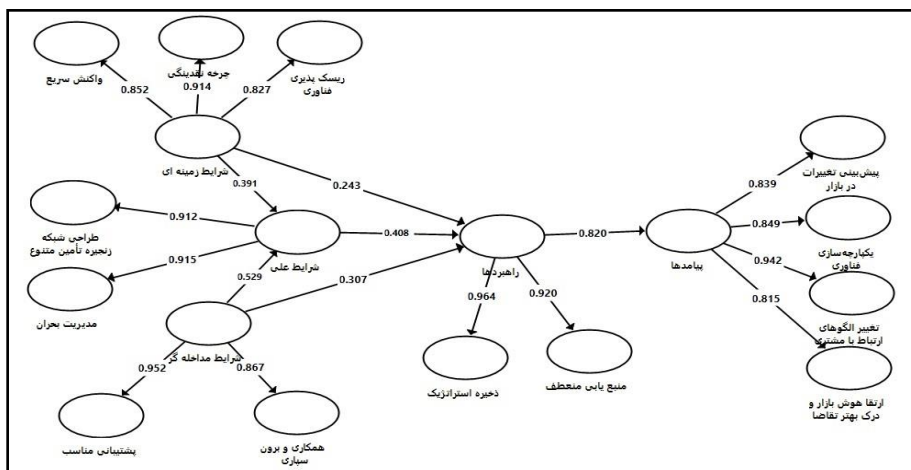 واکنش سریع
چرخه نقدینگی
ریسک پذیری
فناوری
0.852
0.914
0.827
شرایط زمینه ای
0.391
0.243
0.912
طراحی شبکه
زنجیره تأمین متنوع
0.915
مدیریت بحران
شرایط علی
0.408
0.529
0.307
شرایط مداخله گر
0.952
0.867
پشتیبانی مناسب
همکاری و برون
سپاری
راهبردها
0.964
0.920
ذخیره استراتژیک
منبع یابی منعطف
0.820
پیامدها
0.839
پیش‌بینی تغییرات
در بازار
0.849
یکپارچه‌سازی
فناوری
0.942
تغییر الگوهای
ارتباط با مشتری
0.815
ارتقا هوش بازار و
درک بهتر تقاضا